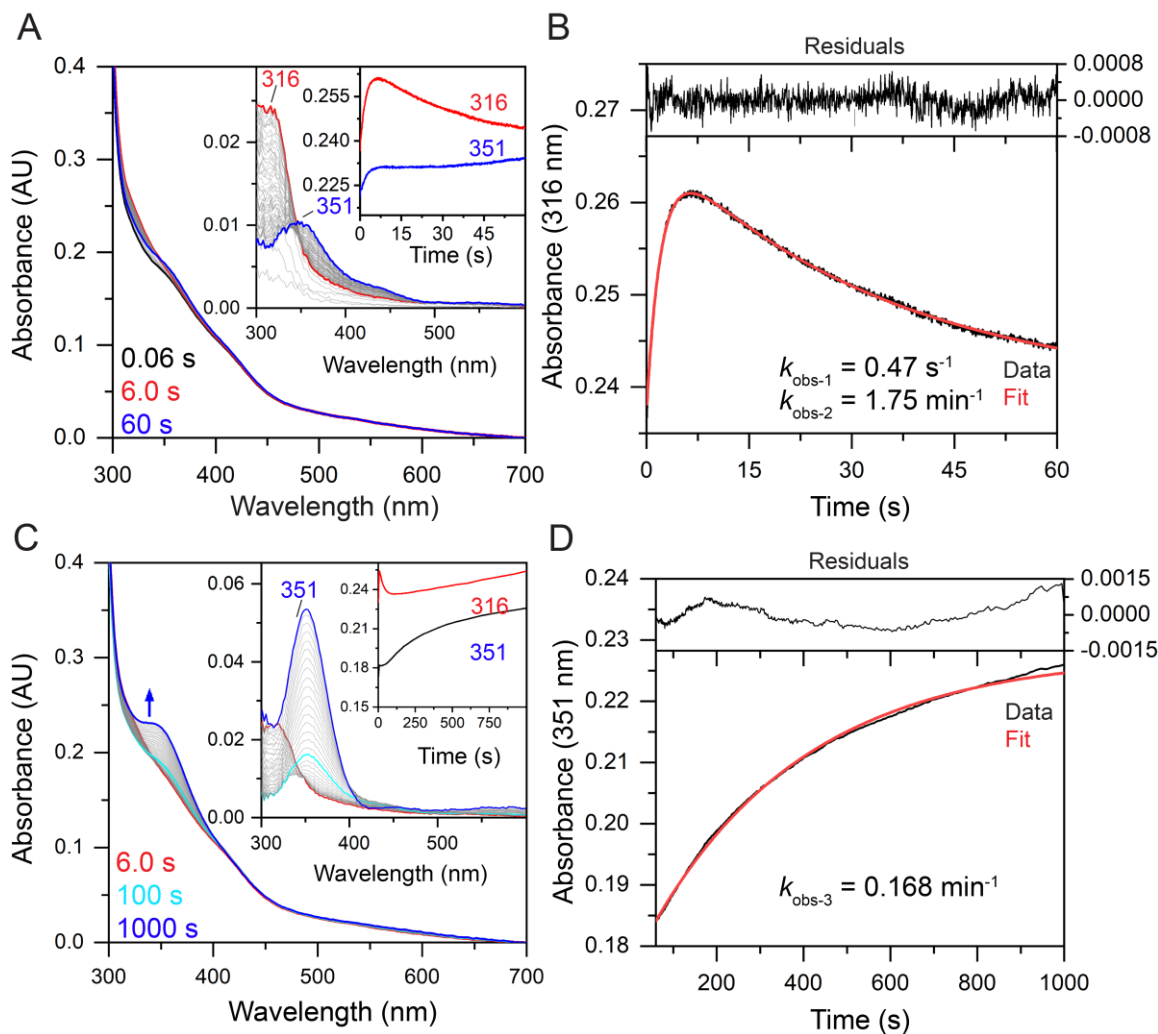 A
Absorbance (AU)
0.4
0.3
0.2
0.1
0.0
300 400 500 600 700
Wavelength (nm)
0.06 s
6.0 s
60 s
316
351
0.02
0.01
0.00
300 400 500
Wavelength (nm)
0.265
0.245
0.225
316
351
0 15 30 45
Time (s)
B
Residuals
0.0008
0.0000
-0.0008
Absorbance (316 nm)
0.27
0.26
0.25
0.24
kobs-1 = 0.47 s-1
kobs-2 = 1.75 min-1
Data
Fit
0 15 30 45 60
Time (s)
C
Absorbance (AU)
0.4
0.3
0.2
0.1
0.0
300 400 500 600 700
Wavelength (nm)
6.0 s
100 s
1000 s
351
0.06
0.04
0.02
0.00
300 400 500
Wavelength (nm)
0.24
0.21
0.18
0.15
316
351
0 250 500 750
Time (s)
D
Residuals
0.0015
0.0000
-0.0015
Absorbance (351 nm)
0.24
0.23
0.22
0.21
0.20
0.19
0.18
Data
Fit
kobs-3 = 0.168 min-1
200 400 600 800 1000
Time (s)